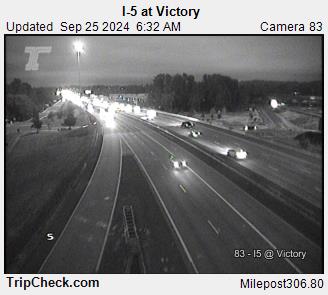 I-5 at Victory
Updated Sep 25 2024 6:32 AM Camera 83
T
S
83 - I5 @ Victory
TripCheck.com Milepost306.80